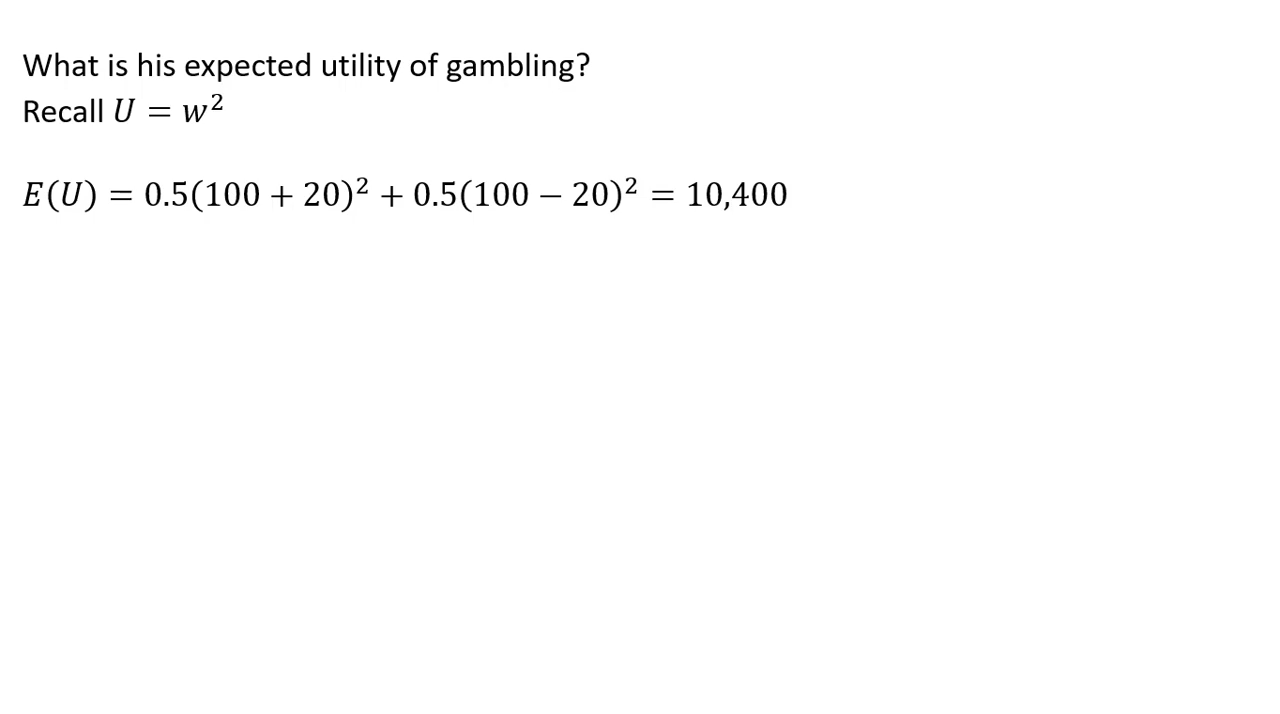 What is his expected utility of gambling?
Recall 𝑈 = 𝑤²
𝐸(𝑈) = 0.5(100 + 20)² + 0.5(100 − 20)² = 10,400